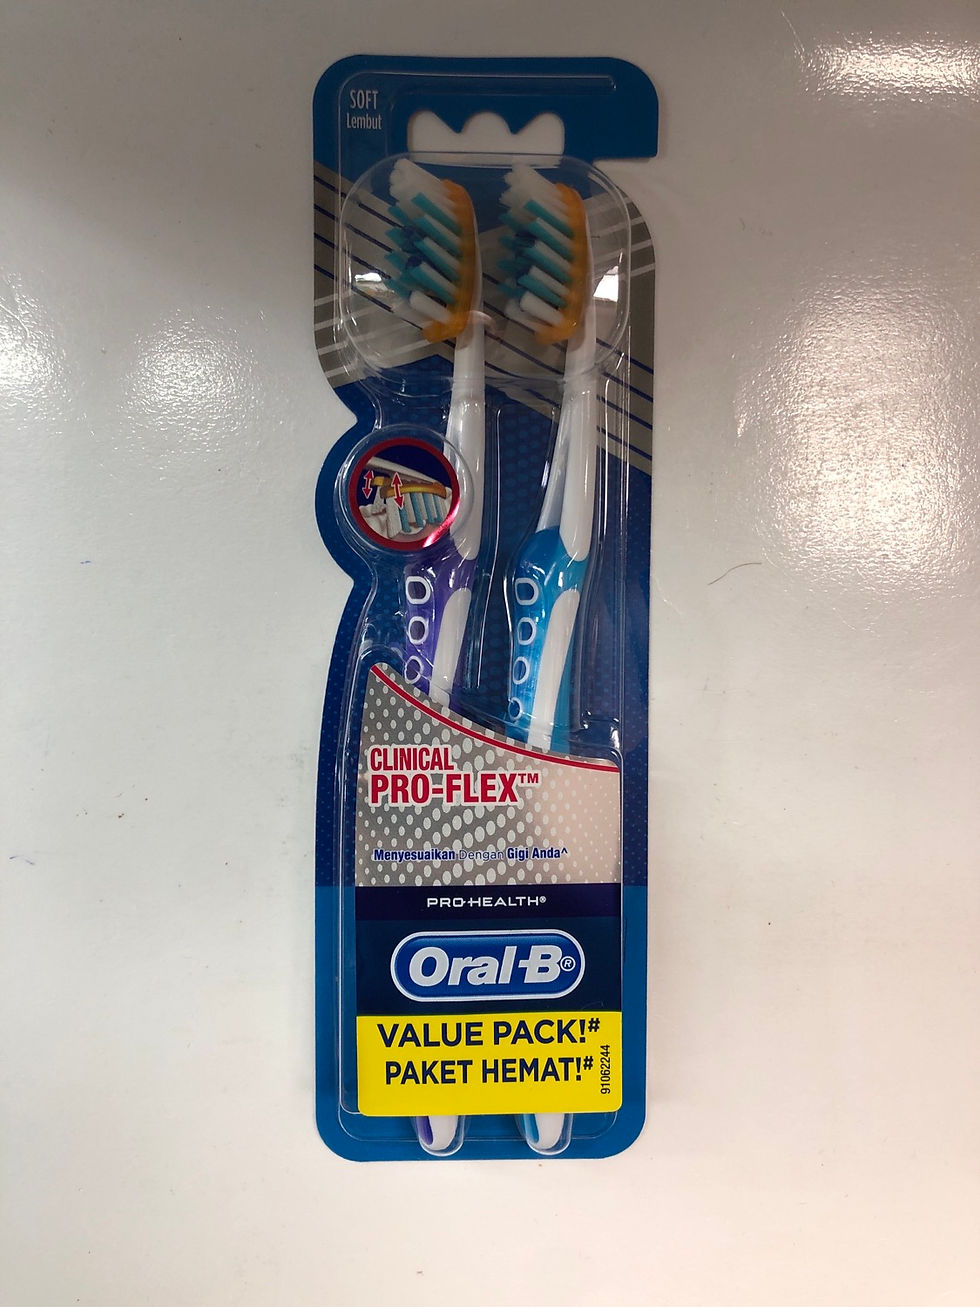 SOFT
Lembut
CLINICAL
PRO-FLEX™
Menyesuaikan Dengan Gigi Anda^
PRO-HEALTH®
Oral-B®
VALUE PACK!#
PAKET HEMAT!#
91062244